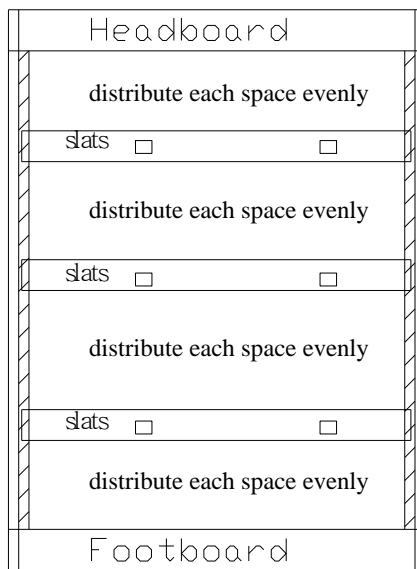 Headboard
distribute each space evenly
slats
distribute each space evenly
slats
distribute each space evenly
slats
distribute each space evenly
Footboard